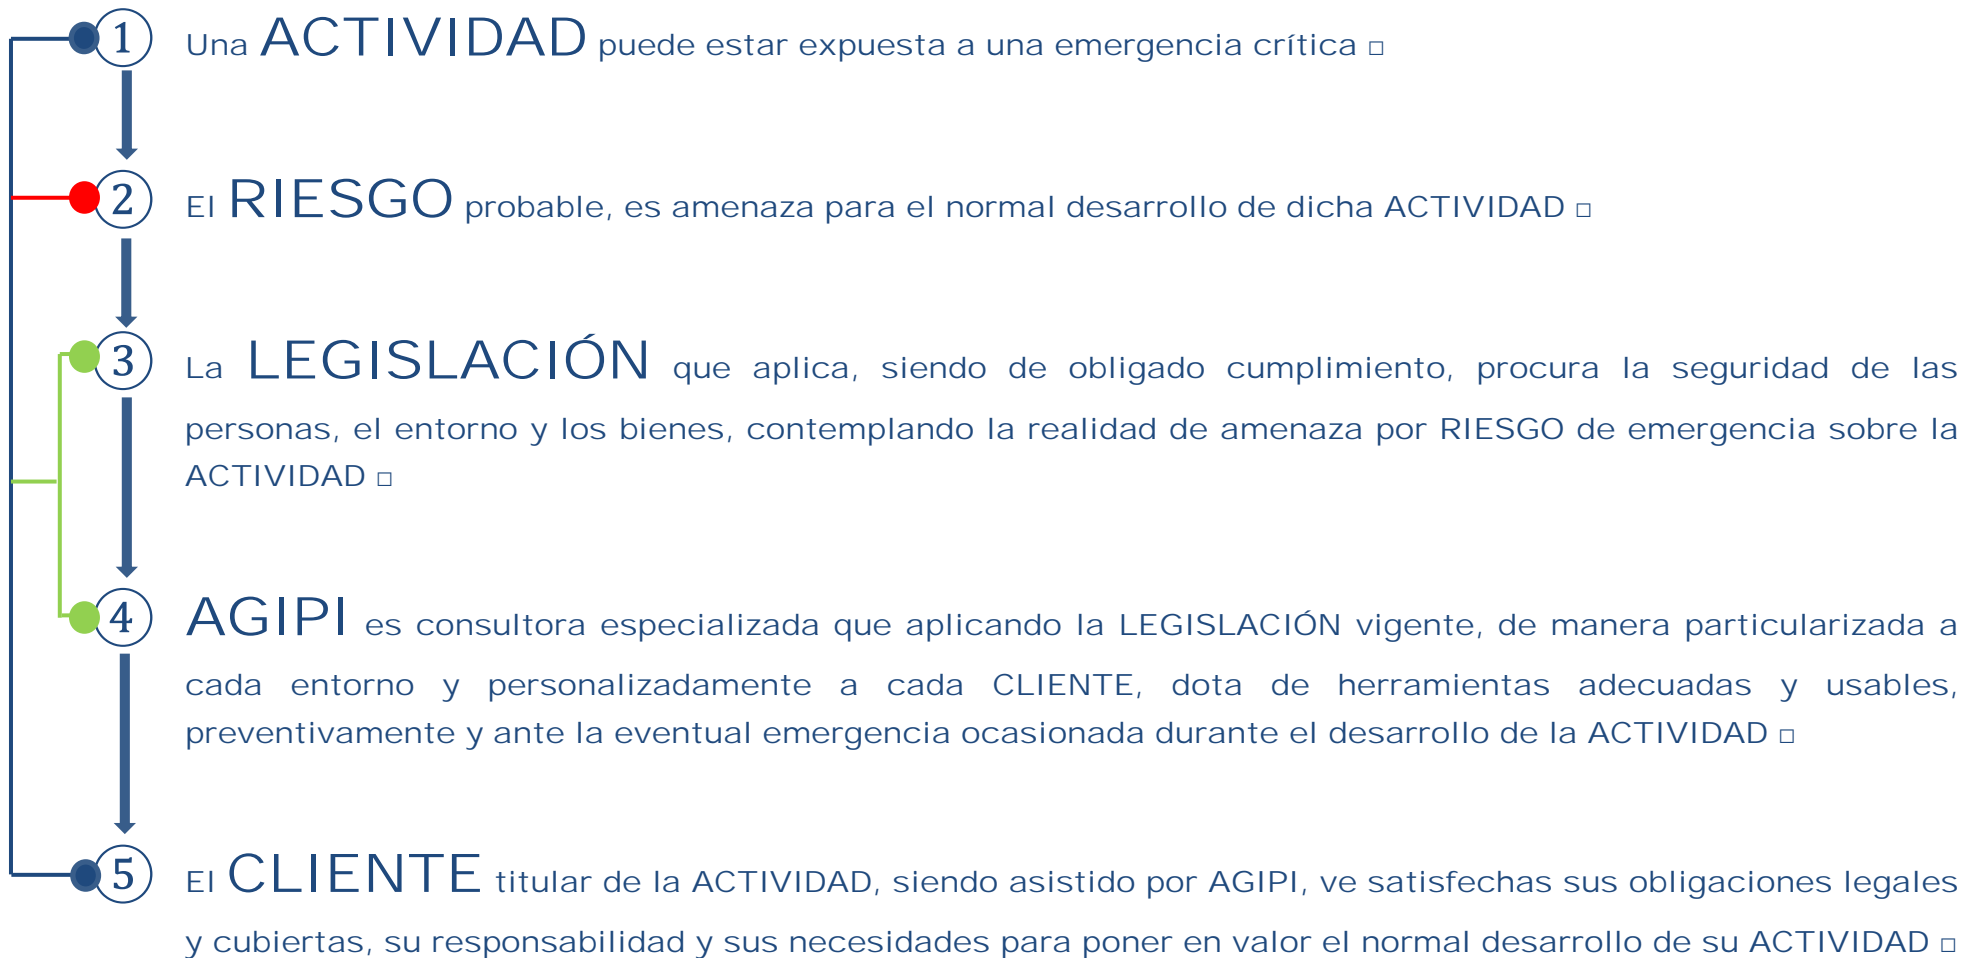 1 Una ACTIVIDAD puede estar expuesta a una emergencia crítica □
2 El RIESGO probable, es amenaza para el normal desarrollo de dicha ACTIVIDAD □
3 La LEGISLACIÓN que aplica, siendo de obligado cumplimiento, procura la seguridad de las
personas, el entorno y los bienes, contemplando la realidad de amenaza por RIESGO de emergencia sobre la
ACTIVIDAD □
4 AGIPI es consultora especializada que aplicando la LEGISLACIÓN vigente, de manera particularizada a
cada entorno y personalizadamente a cada CLIENTE, dota de herramientas adecuadas y usables,
preventivamente y ante la eventual emergencia ocasionada durante el desarrollo de la ACTIVIDAD □
5 El CLIENTE titular de la ACTIVIDAD, siendo asistido por AGIPI, ve satisfechas sus obligaciones legales
y cubiertas, su responsabilidad y sus necesidades para poner en valor el normal desarrollo de su ACTIVIDAD □